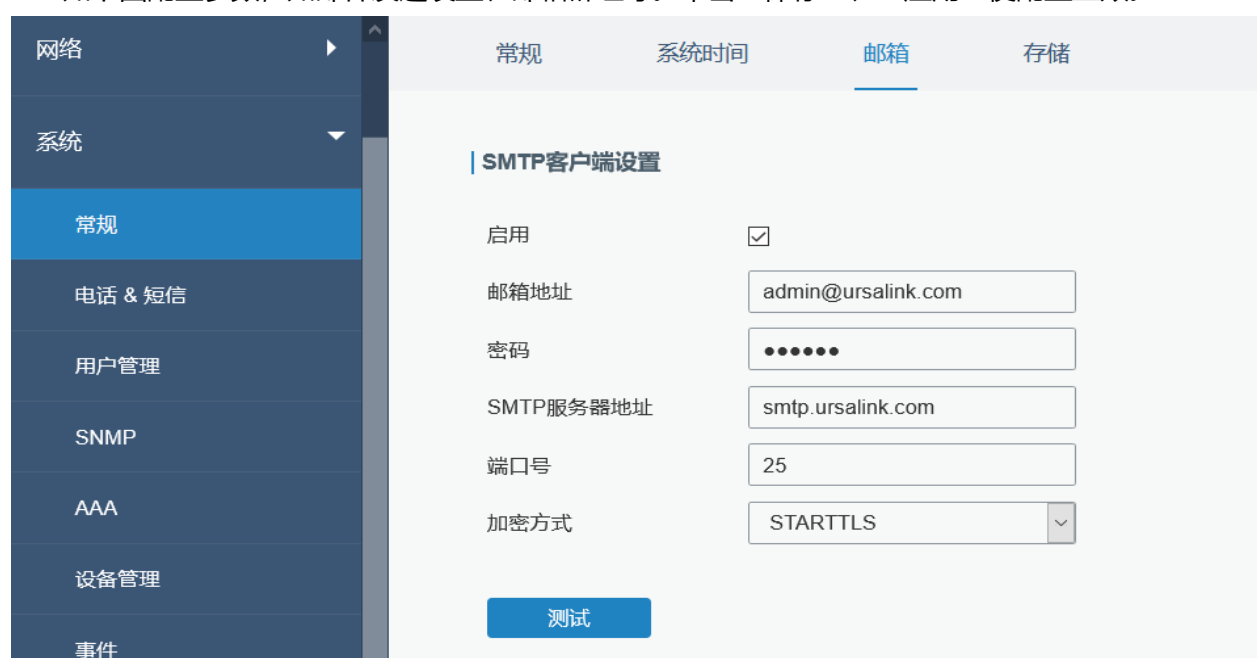 网络
系统
常规
电话 & 短信
用户管理
SNMP
AAA
设备管理
事件
常规 系统时间 邮箱 存储
SMTP客户端设置
启用
邮箱地址 admin@ursalink.com
密码 ●●●●●●
SMTP服务器地址 smtp.ursalink.com
端口号 25
加密方式 STARTTLS
测试